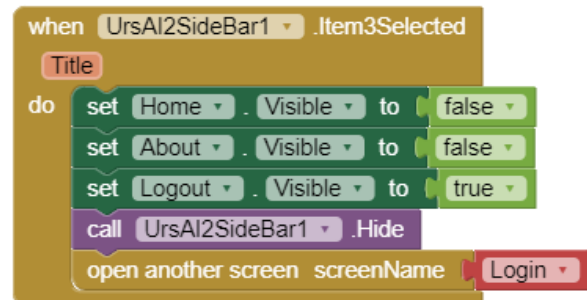 when UrsAI2SideBar1 .Item3Selected
Title
do set Home . Visible to false
set About . Visible to false
set Logout . Visible to true
call UrsAI2SideBar1 .Hide
open another screen screenName Login